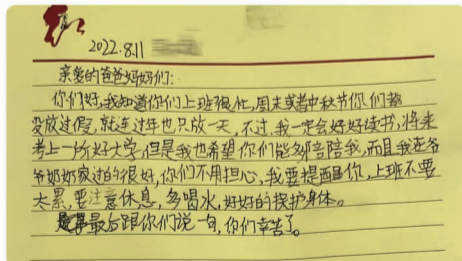 2022.8.11
亲爱的爸爸妈妈们:
你们好,我知道你们上班很忙,周末或者中秋节你们都
没放过假,就连过年也只放一天,不过,我一定会好好读书,将来
考上一所好大学,但是我也希望你们能多陪陪我,而且我在爷
爷奶奶家过的很好,你们不用担心,我要提醒你,上班不要
太累,要注意休息,多喝水,好好的保护身体。
最后跟你们说一句,你们辛苦了。